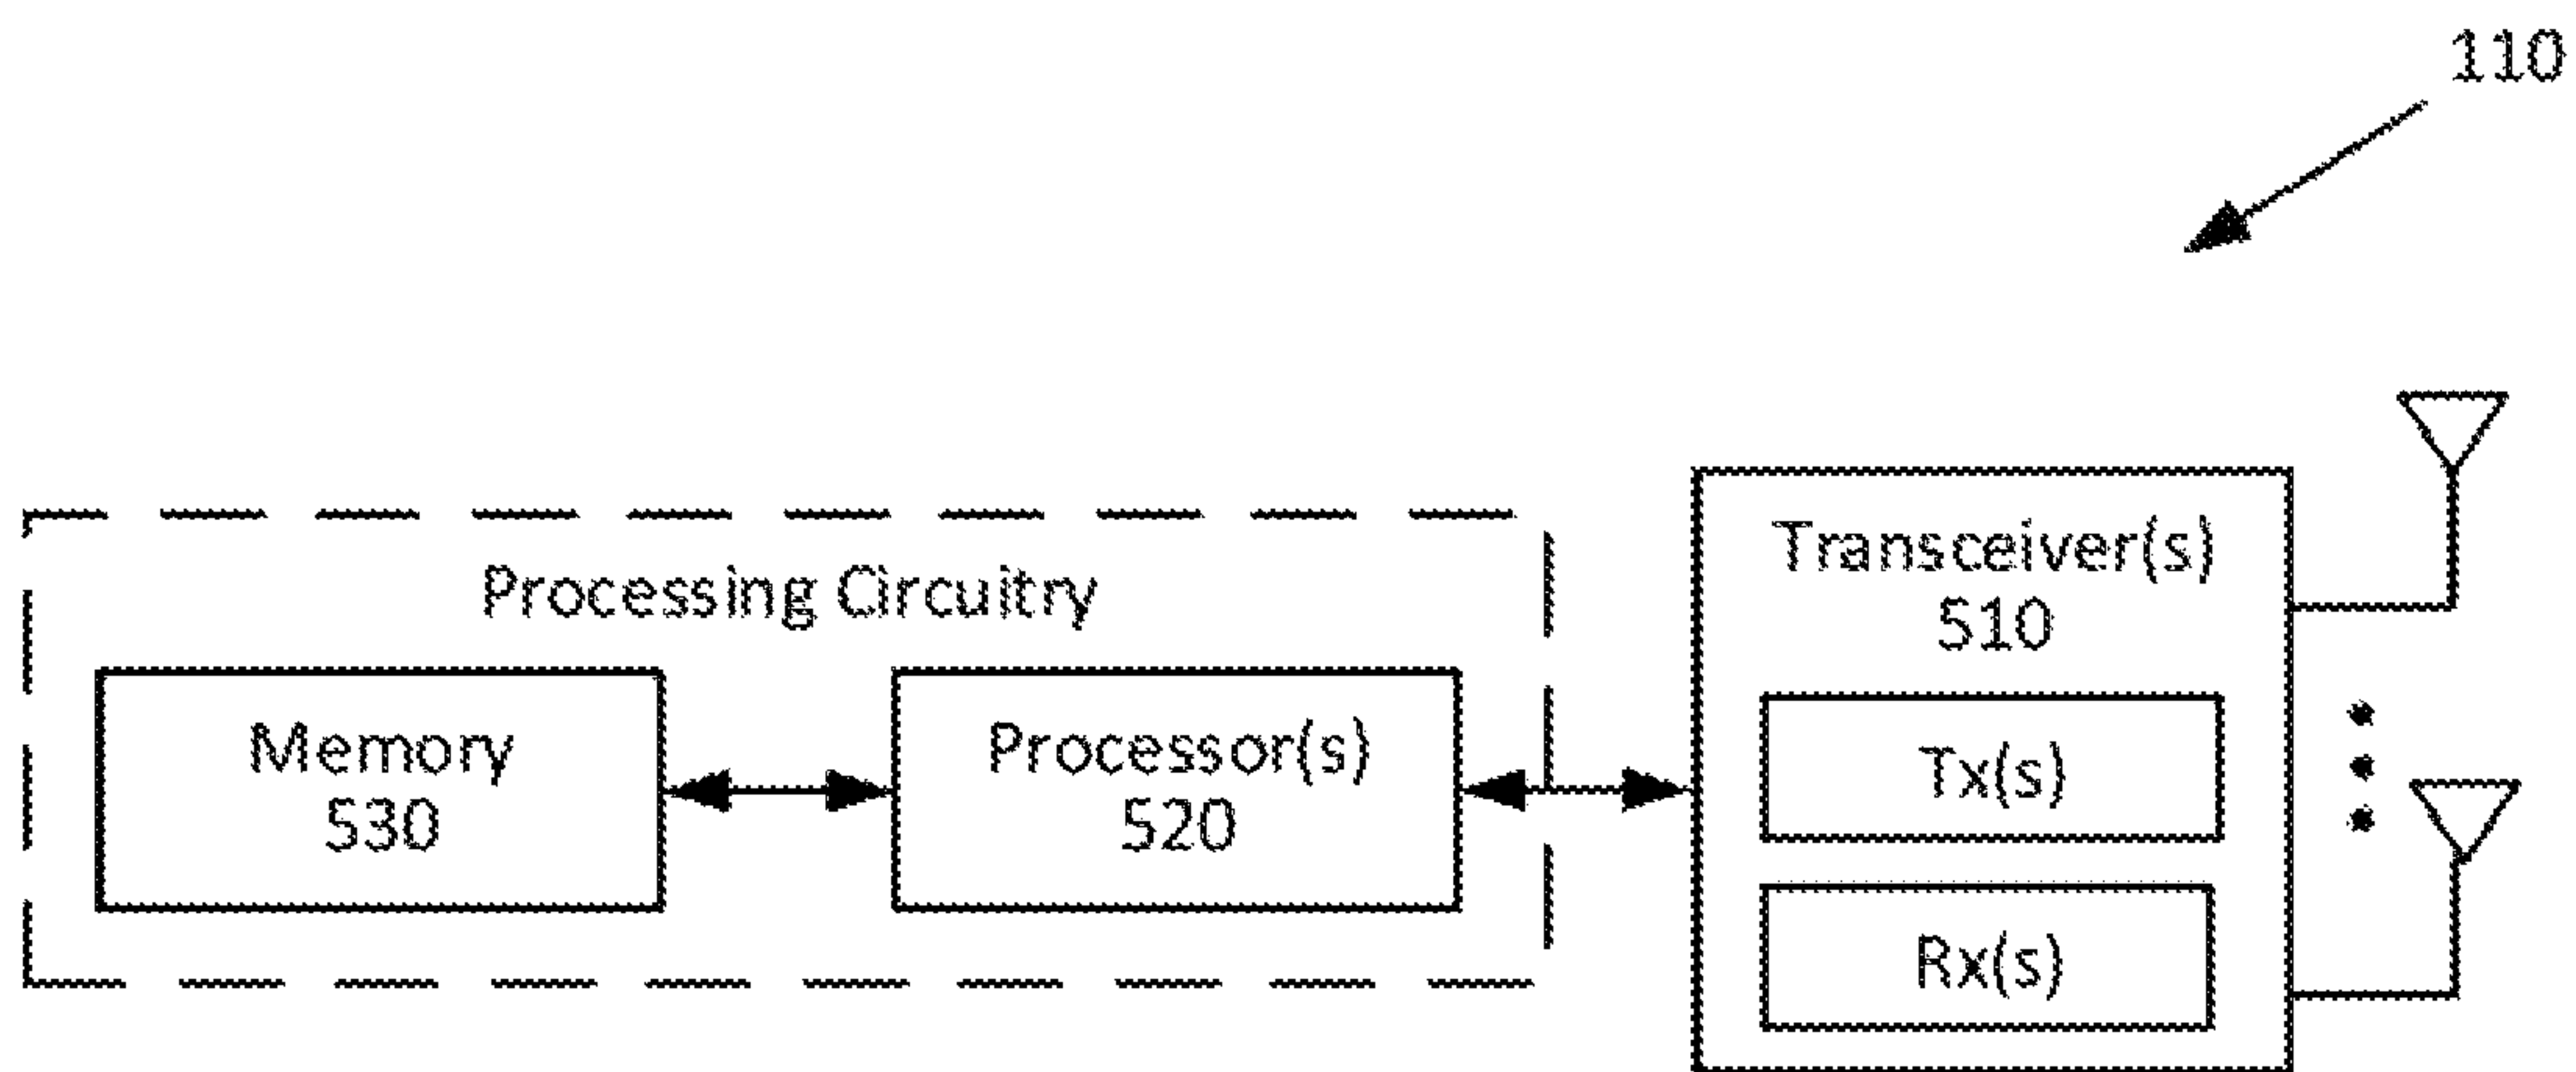 110
Processing Circuitry
Memory
530
Processor(s)
520
Transceiver(s)
510
Tx(s)
Rx(s)